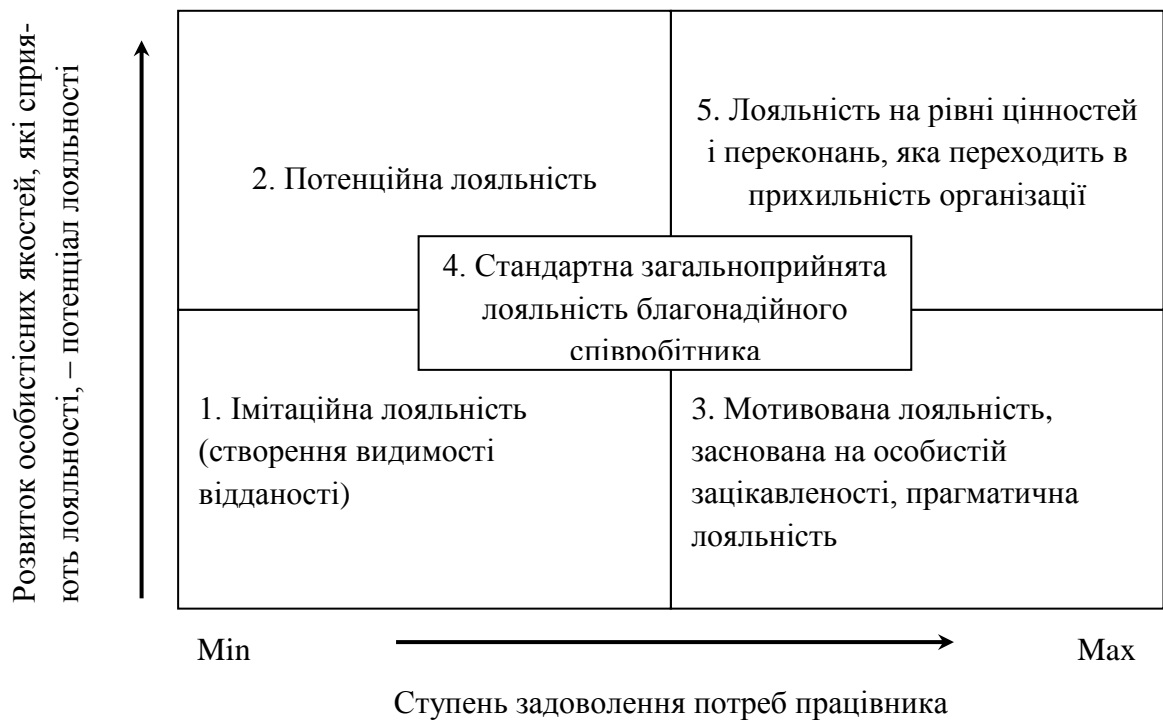 Розвиток особистісних якостей, які сприя-
ють лояльності, – потенціал лояльності
2. Потенційна лояльність
5. Лояльність на рівні цінностей
і переконань, яка переходить в
прихильність організації
4. Стандартна загальноприйнята
лояльність благонадійного
співробітника
1. Імітаційна лояльність
(створення видимості
відданості)
3. Мотивована лояльність,
заснована на особистій
зацікавленості, прагматична
лояльність
Min
Max
Ступень задоволення потреб працівника